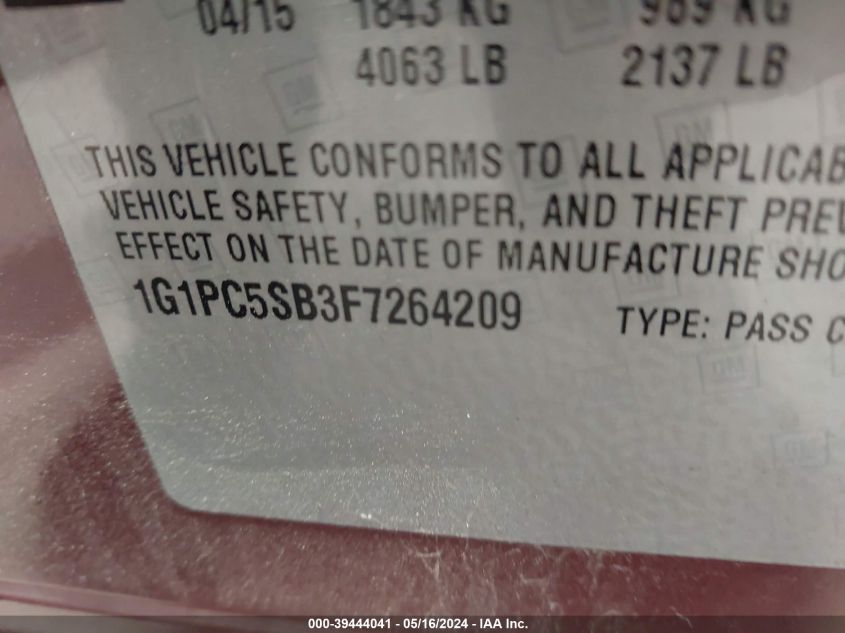 04/15 1843 KG 969 KG
4063 LB 2137 LB
THIS VEHICLE CONFORMS TO ALL APPLICAB
VEHICLE SAFETY, BUMPER, AND THEFT PREV
EFFECT ON THE DATE OF MANUFACTURE SHO
1G1PC5SB3F7264209 TYPE: PASS C
GM
000-39444041 - 05/16/2024 - IAA Inc.